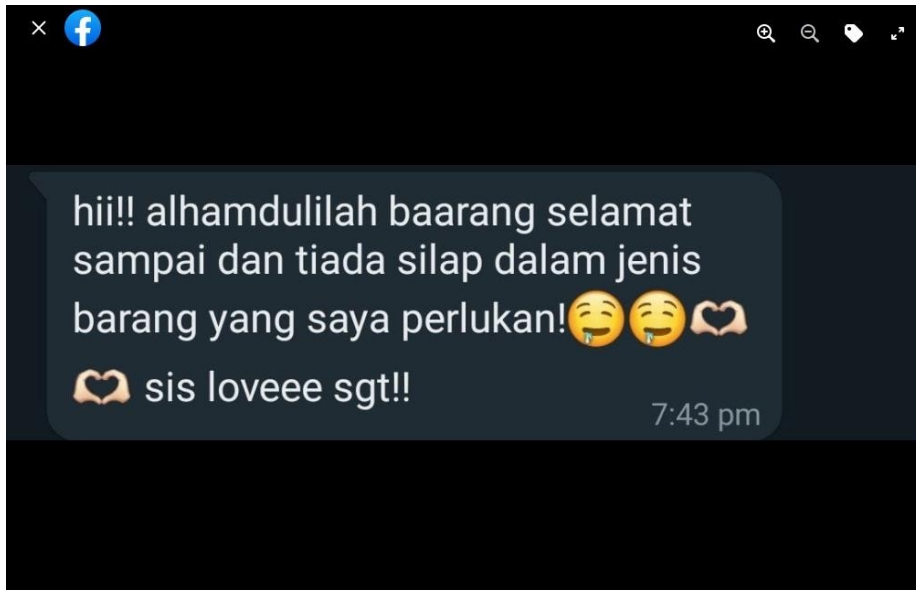 hii!! alhamdulilah baarang selamat
sampai dan tiada silap dalam jenis
barang yang saya perlukan!🤤🤤🫶🏻
🫶🏻 sis loveee sgt!!
7:43 pm